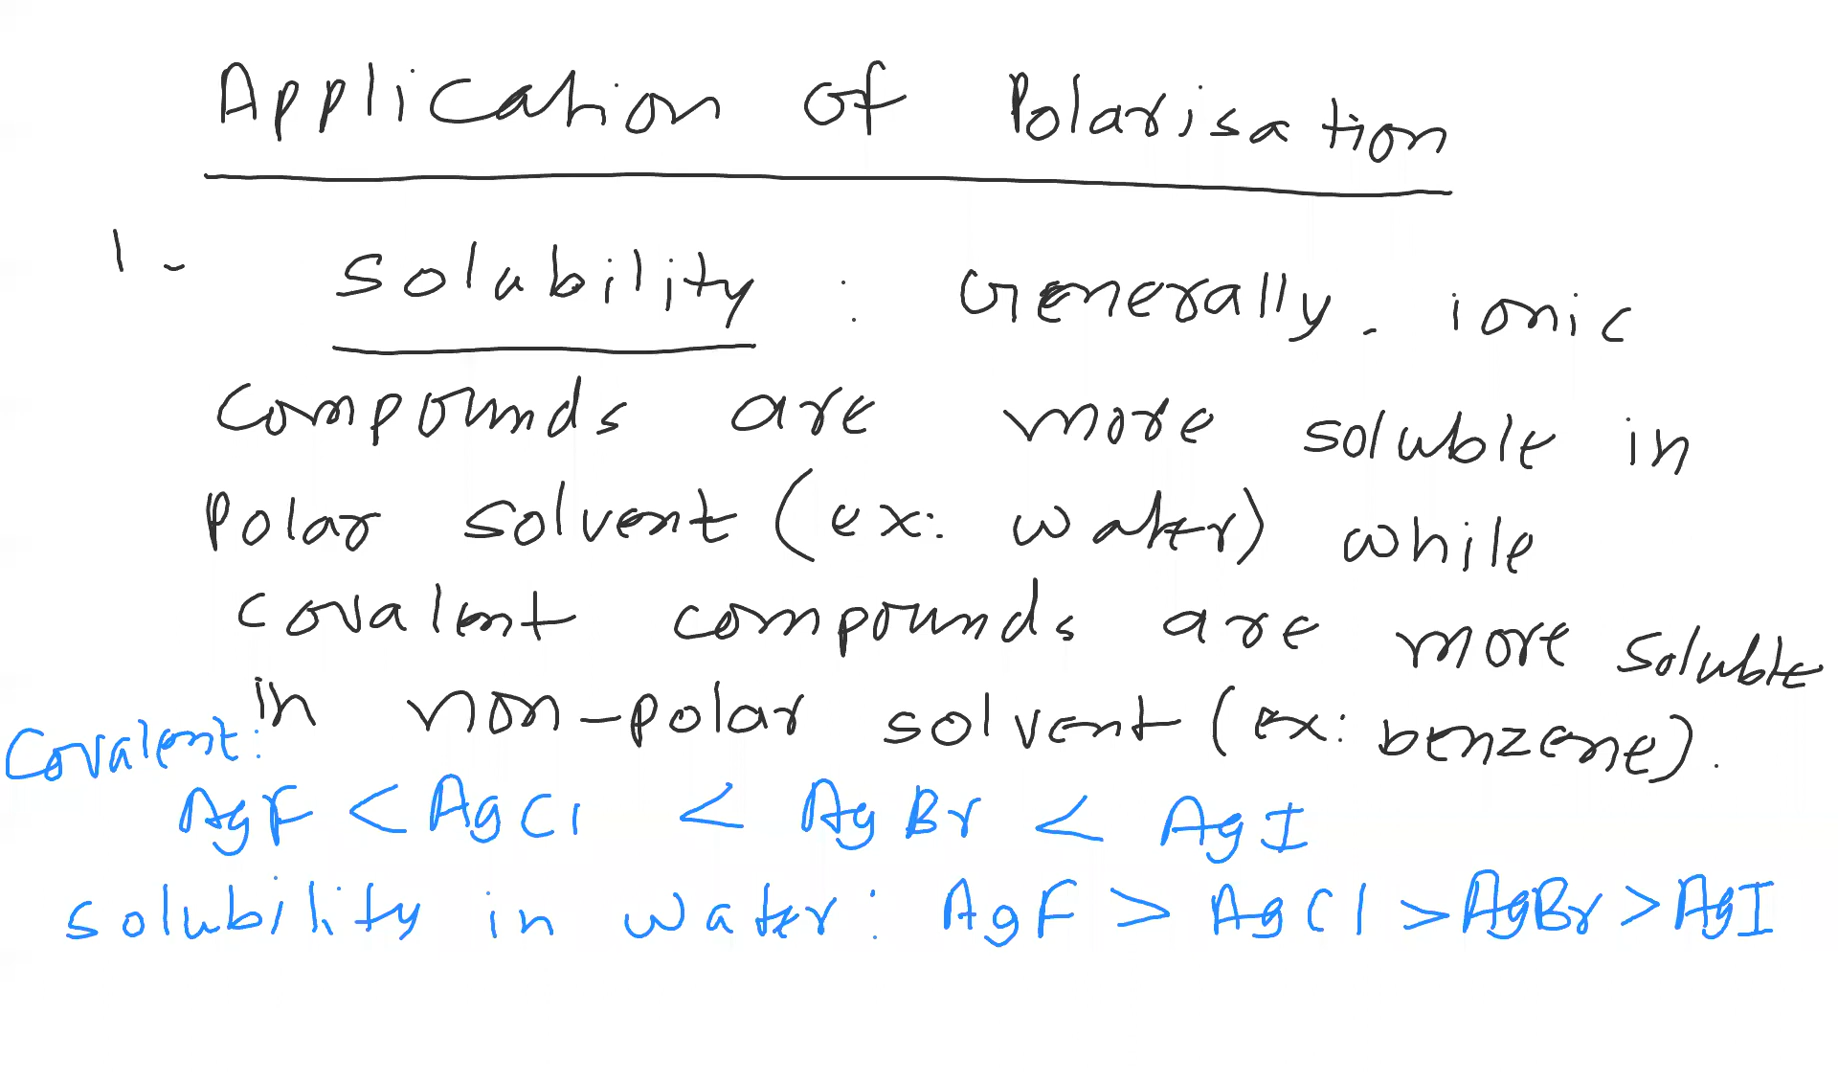 Application of Polarisation
1- Solubility : Generally. ionic
compounds are more soluble in
Polar solvent (ex: water) while
covalent compounds are more soluble
in non-polar solvent (ex: benzene).
Covalent:
AgF < AgCl < AgBr < AgI
solubility in water: AgF > AgCl > AgBr > AgI